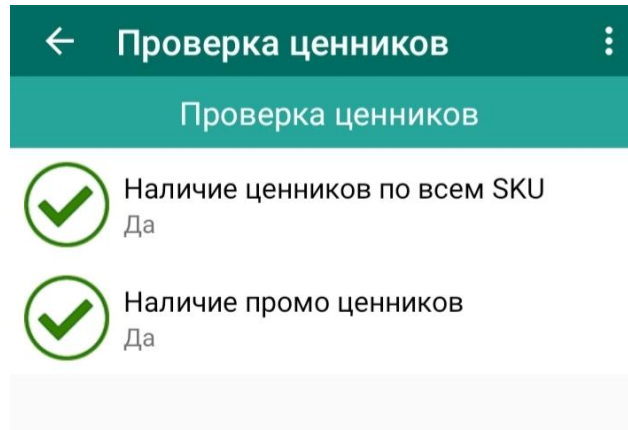 Проверка ценников
Проверка ценников
Наличие ценников по всем SKU
Да
Наличие промо ценников
Да